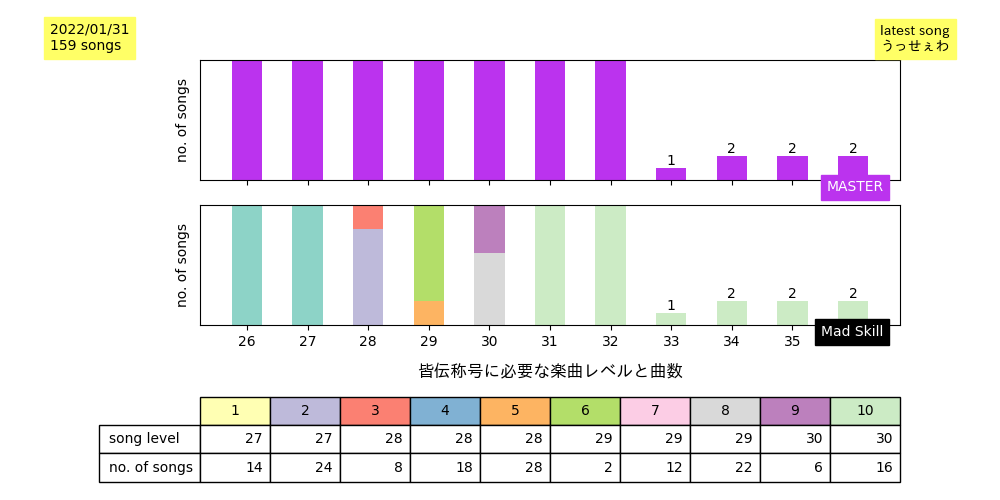 2022/01/31
159 songs
latest song
うっせぇわ
no. of songs
1
2
2
2
MASTER
no. of songs
1
2
2
2
26 27 28 29 30 31 32 33 34 35
Mad Skill
皆伝称号に必要な楽曲レベルと曲数
1 2 3 4 5 6 7 8 9 10
song level 27 27 28 28 28 29 29 29 30 30
no. of songs 14 24 8 18 28 2 12 22 6 16